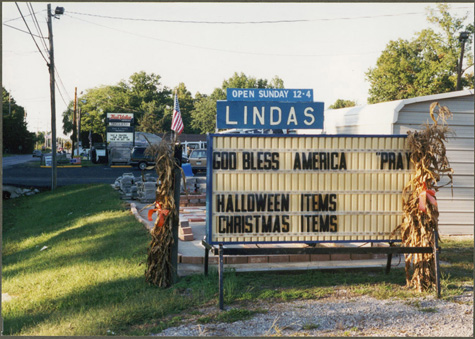 OPEN SUNDAY 12-4
LINDAS
GOD BLESS AMERICA "PRAY
HALLOWEEN ITEMS
CHRISTMAS ITEMS